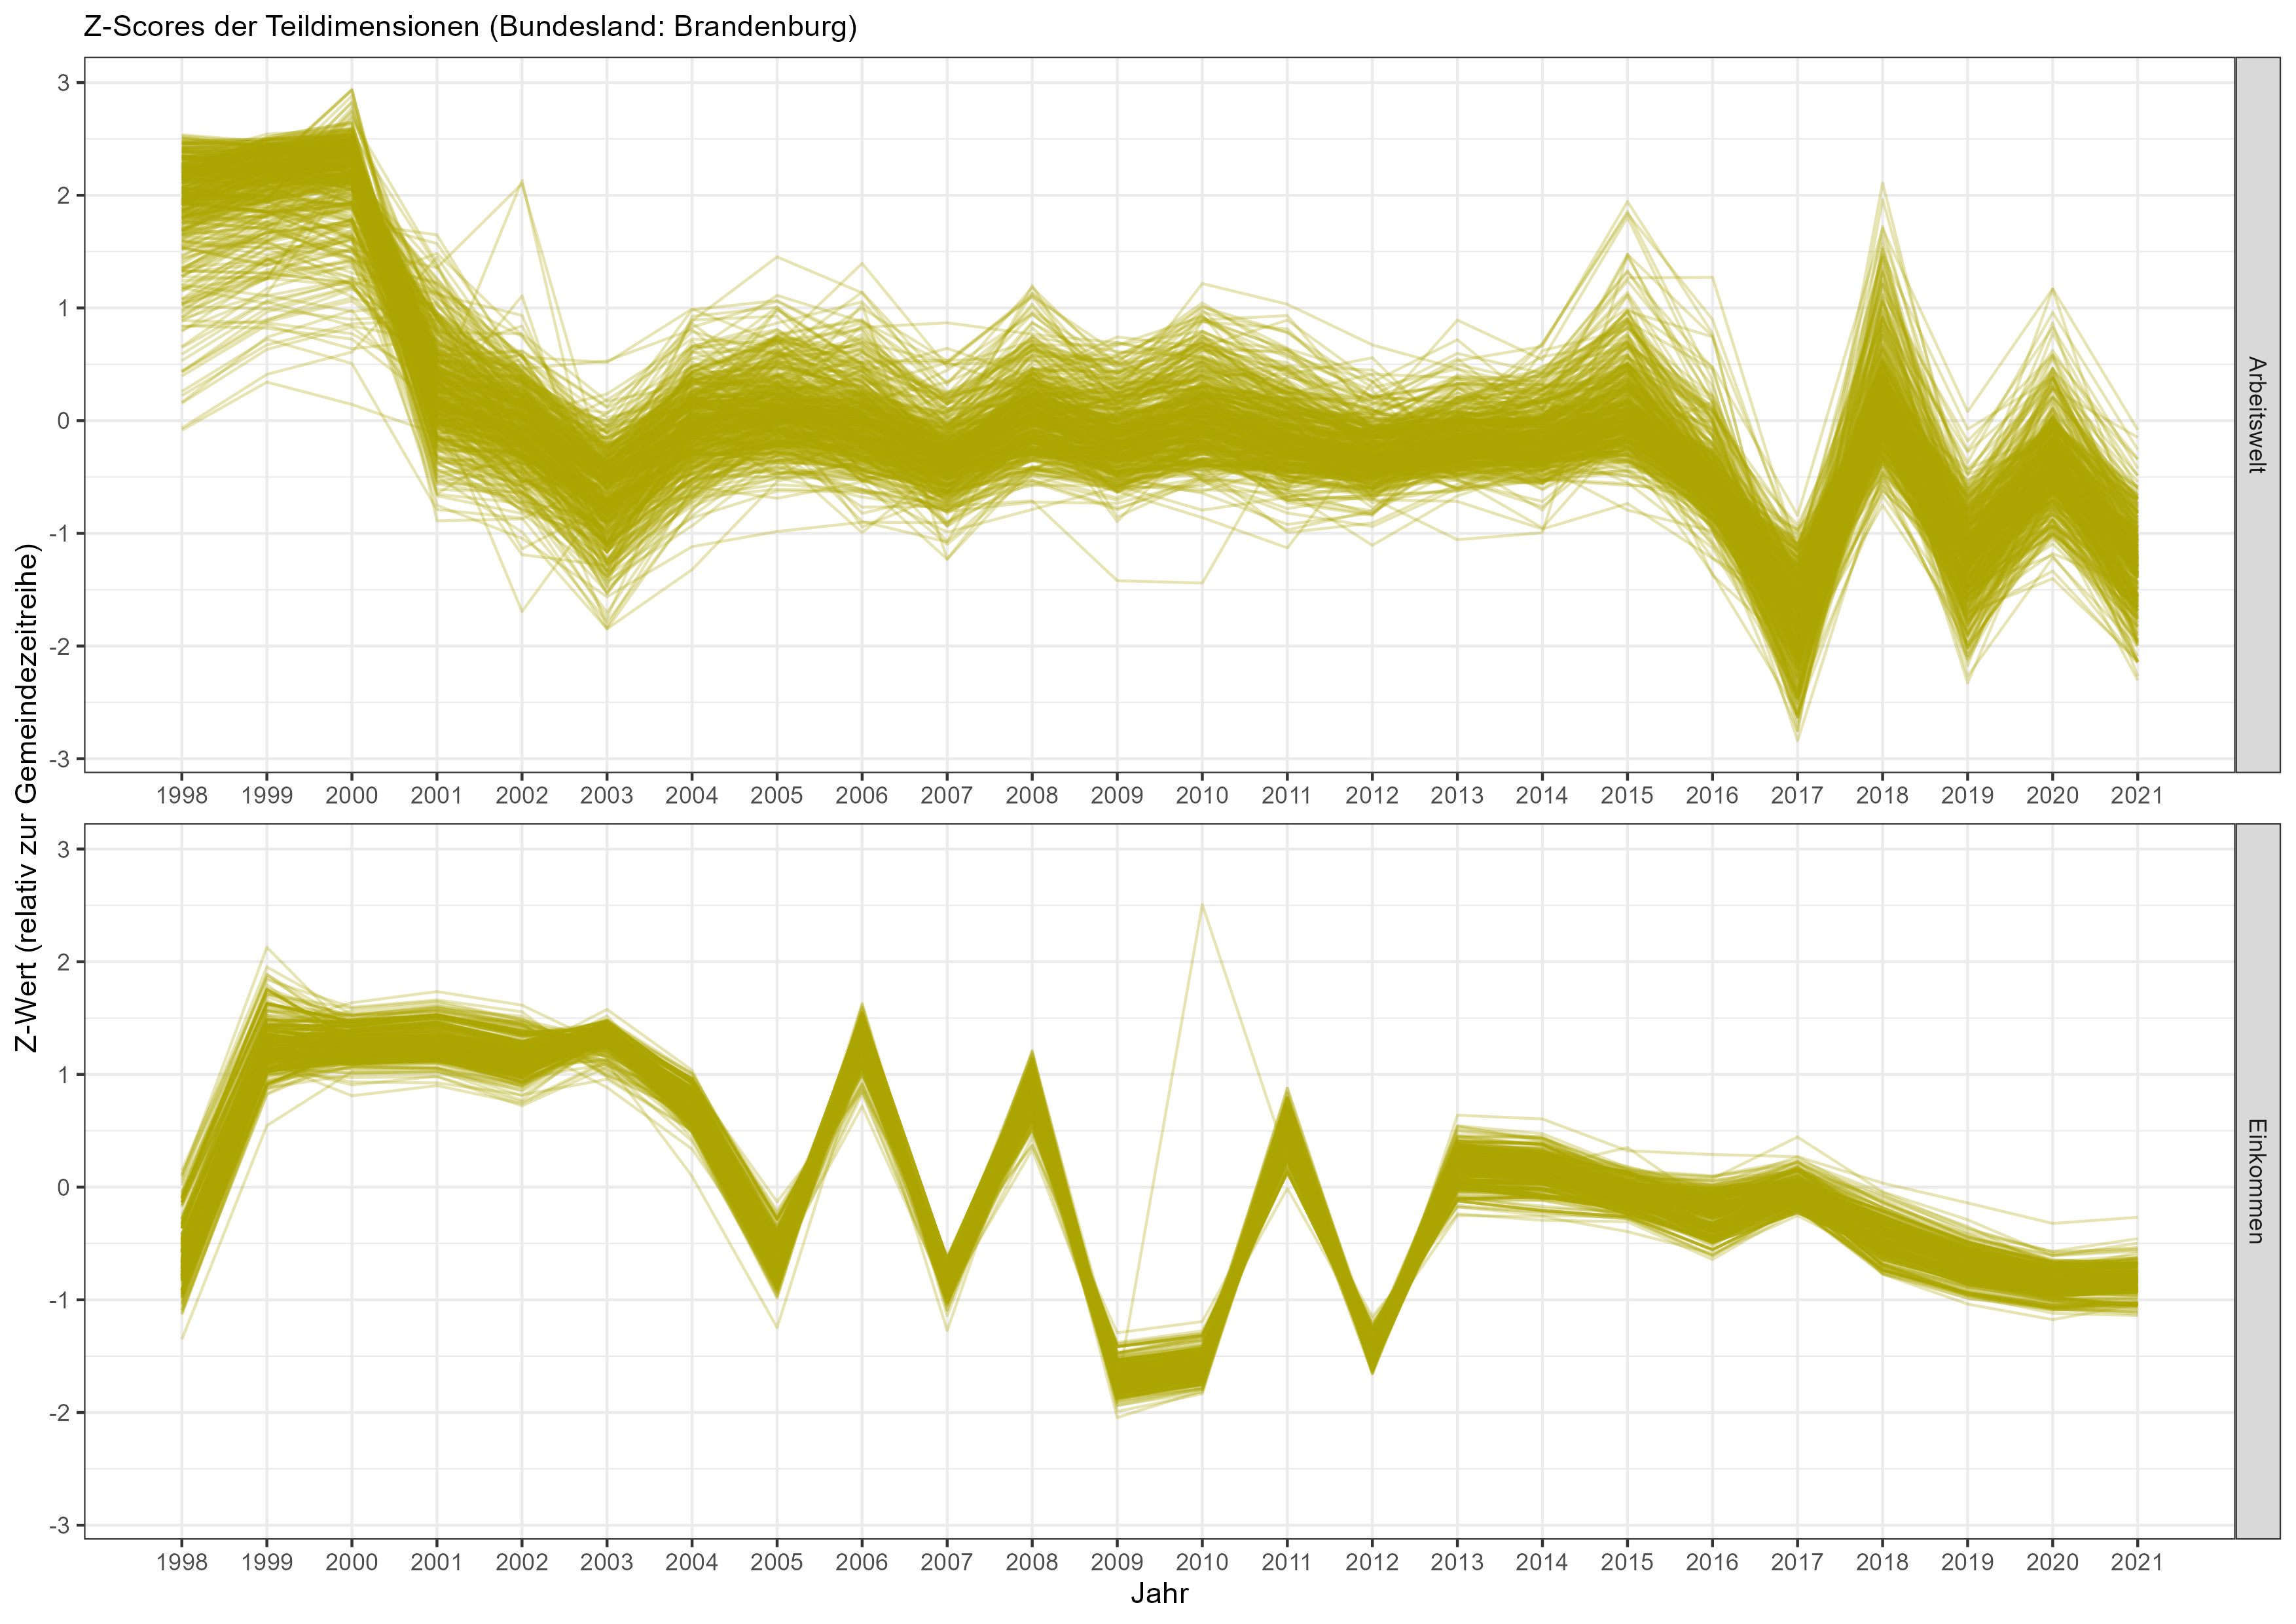 Z-Scores der Teildimensionen (Bundesland: Brandenburg)
Z-Wert (relativ zur Gemeindezeitreihe)
3
2
1
0
-1
-2
-3
Arbeitswelt
1998 1999 2000 2001 2002 2003 2004 2005 2006 2007 2008 2009 2010 2011 2012 2013 2014 2015 2016 2017 2018 2019 2020 2021
3
2
1
0
-1
-2
-3
Einkommen
1998 1999 2000 2001 2002 2003 2004 2005 2006 2007 2008 2009 2010 2011 2012 2013 2014 2015 2016 2017 2018 2019 2020 2021
Jahr